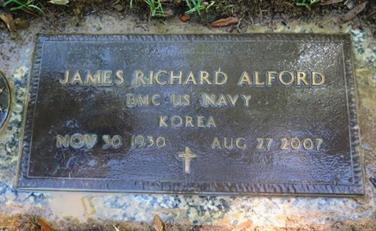 JAMES RICHARD ALFORD
BMC US NAVY
KOREA
NOV 30 1930 AUG 27 2007